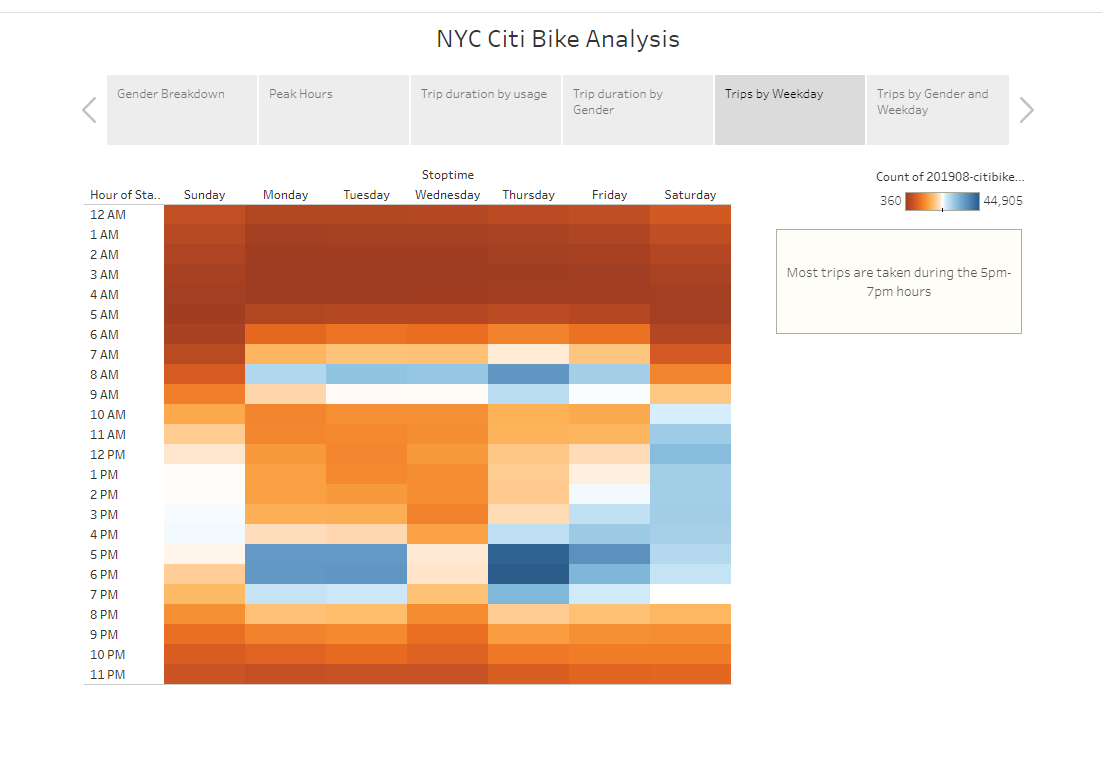 NYC Citi Bike Analysis
Gender Breakdown
Peak Hours
Trip duration by usage
Trip duration by
Gender
Trips by Weekday
Trips by Gender and
Weekday
Stoptime
Hour of Sta.. Sunday Monday Tuesday Wednesday Thursday Friday Saturday
12 AM
1 AM
2 AM
3 AM
4 AM
5 AM
6 AM
7 AM
8 AM
9 AM
10 AM
11 AM
12 PM
1 PM
2 PM
3 PM
4 PM
5 PM
6 PM
7 PM
8 PM
9 PM
10 PM
11 PM
Count of 201908-citibike...
360 44,905
Most trips are taken during the 5pm-
7pm hours